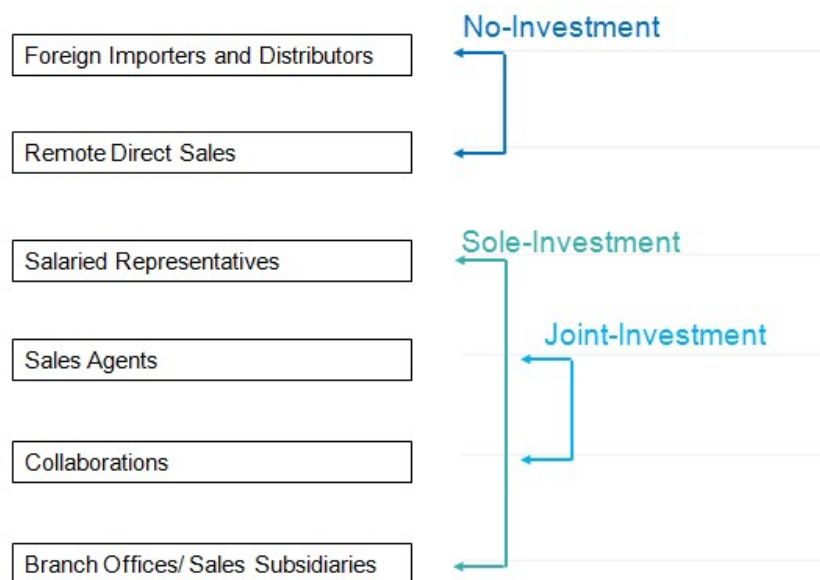 No-Investment
Foreign Importers and Distributors
Remote Direct Sales
Sole-Investment
Salaried Representatives
Joint-Investment
Sales Agents
Collaborations
Branch Offices/ Sales Subsidiaries